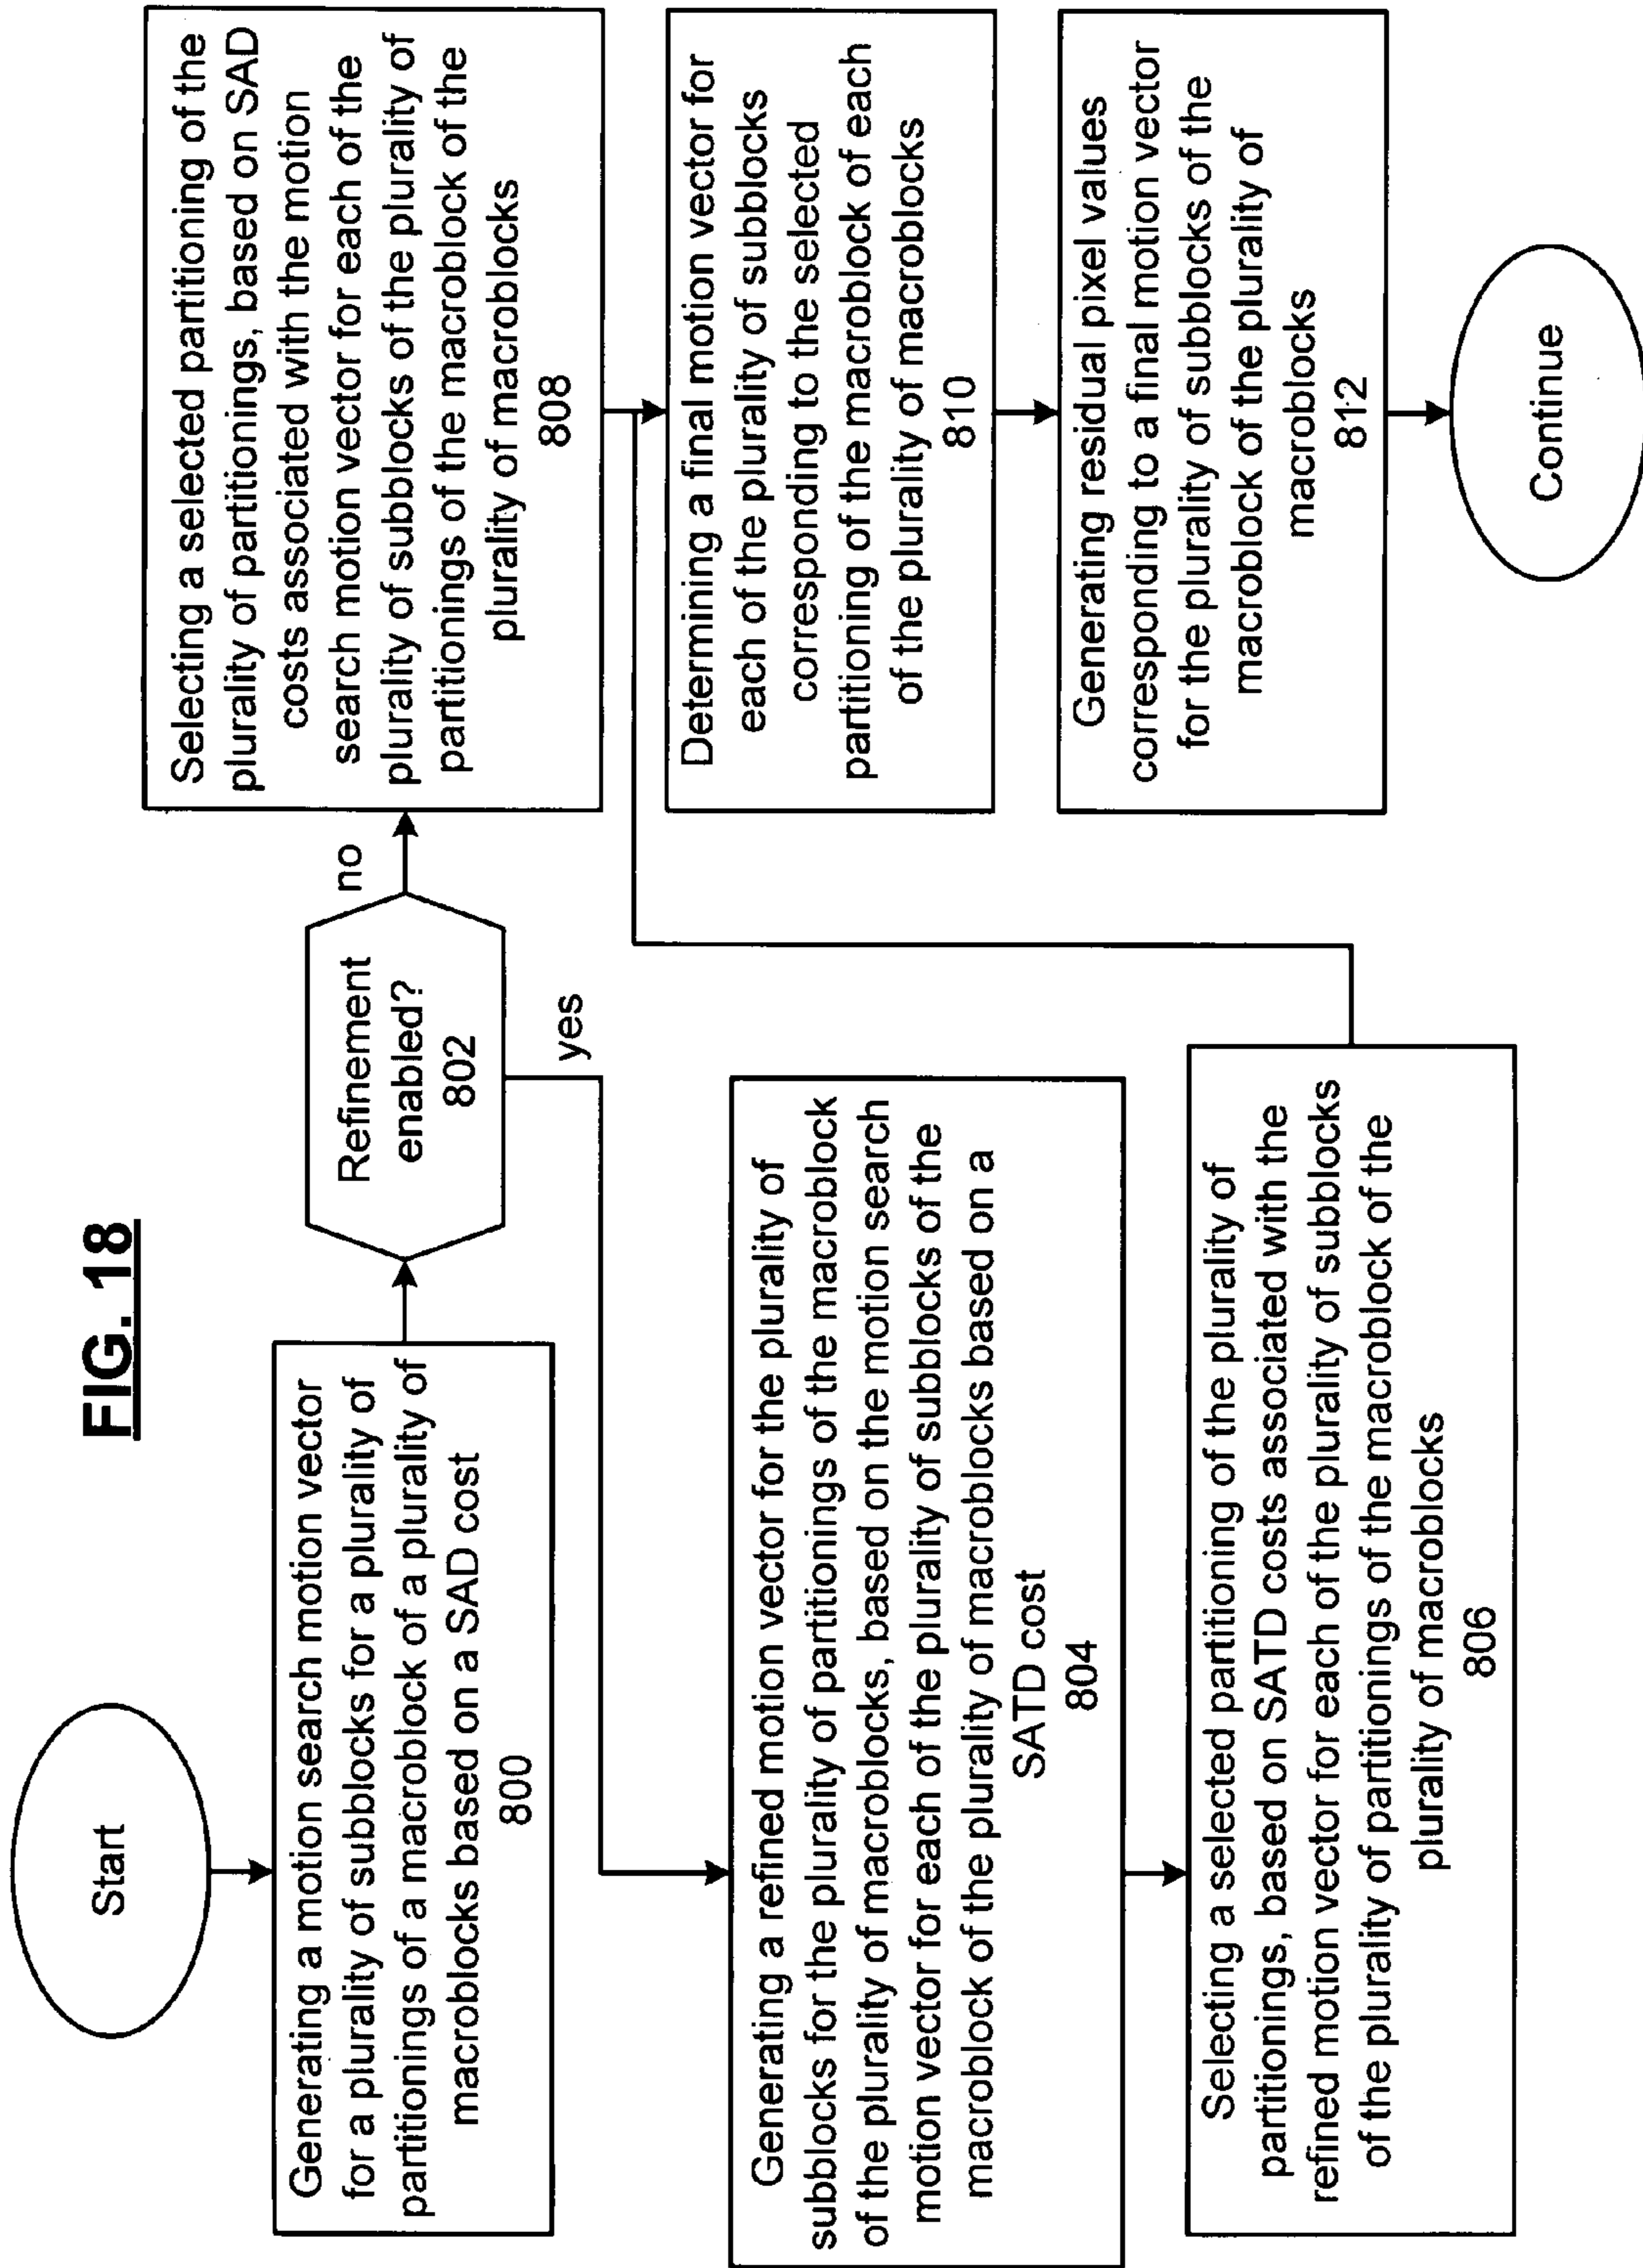 FIG. 18
Start
Generating a motion search motion vector
for a plurality of subblocks for a plurality of
partitionings of a macroblock of a plurality of
macroblocks based on a SAD cost
800
Refinement
enabled?
802
no
yes
Generating a refined motion vector for the plurality of
subblocks for the plurality of partitionings of the macroblock
of the plurality of macroblocks, based on the motion search
motion vector for each of the plurality of subblocks of the
macroblock of the plurality of macroblocks based on a
SATD cost
804
Selecting a selected partitioning of the plurality of
partitionings, based on SATD costs associated with the
refined motion vector for each of the plurality of subblocks
of the plurality of partitionings of the macroblock of the
plurality of macroblocks
806
Selecting a selected partitioning of the
plurality of partitionings, based on SAD
costs associated with the motion
search motion vector for each of the
plurality of subblocks of the plurality of
partitionings of the macroblock of the
plurality of macroblocks
808
Determining a final motion vector for
each of the plurality of subblocks
corresponding to the selected
partitioning of the macroblock of each
of the plurality of macroblocks
810
Generating residual pixel values
corresponding to a final motion vector
for the plurality of subblocks of the
macroblock of the plurality of
macroblocks
812
Continue